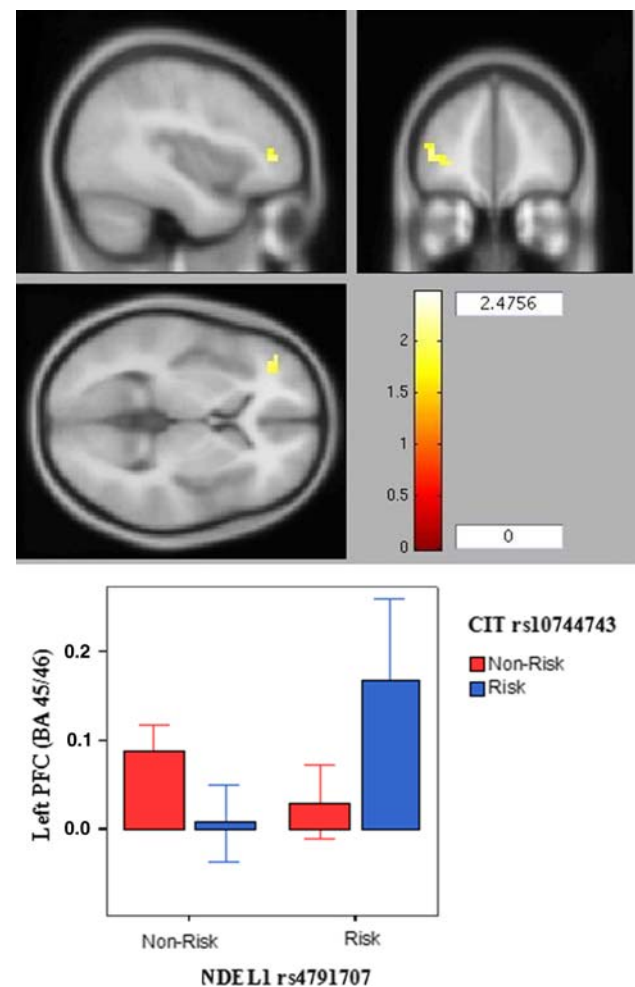 2.4756
2
1.5
1
0.5
0
0
CIT rs10744743
Non-Risk
Risk
0.2
0.1
0.0
Left PFC (BA 45/46)
Non-Risk
Risk
NDEL1 rs4791707